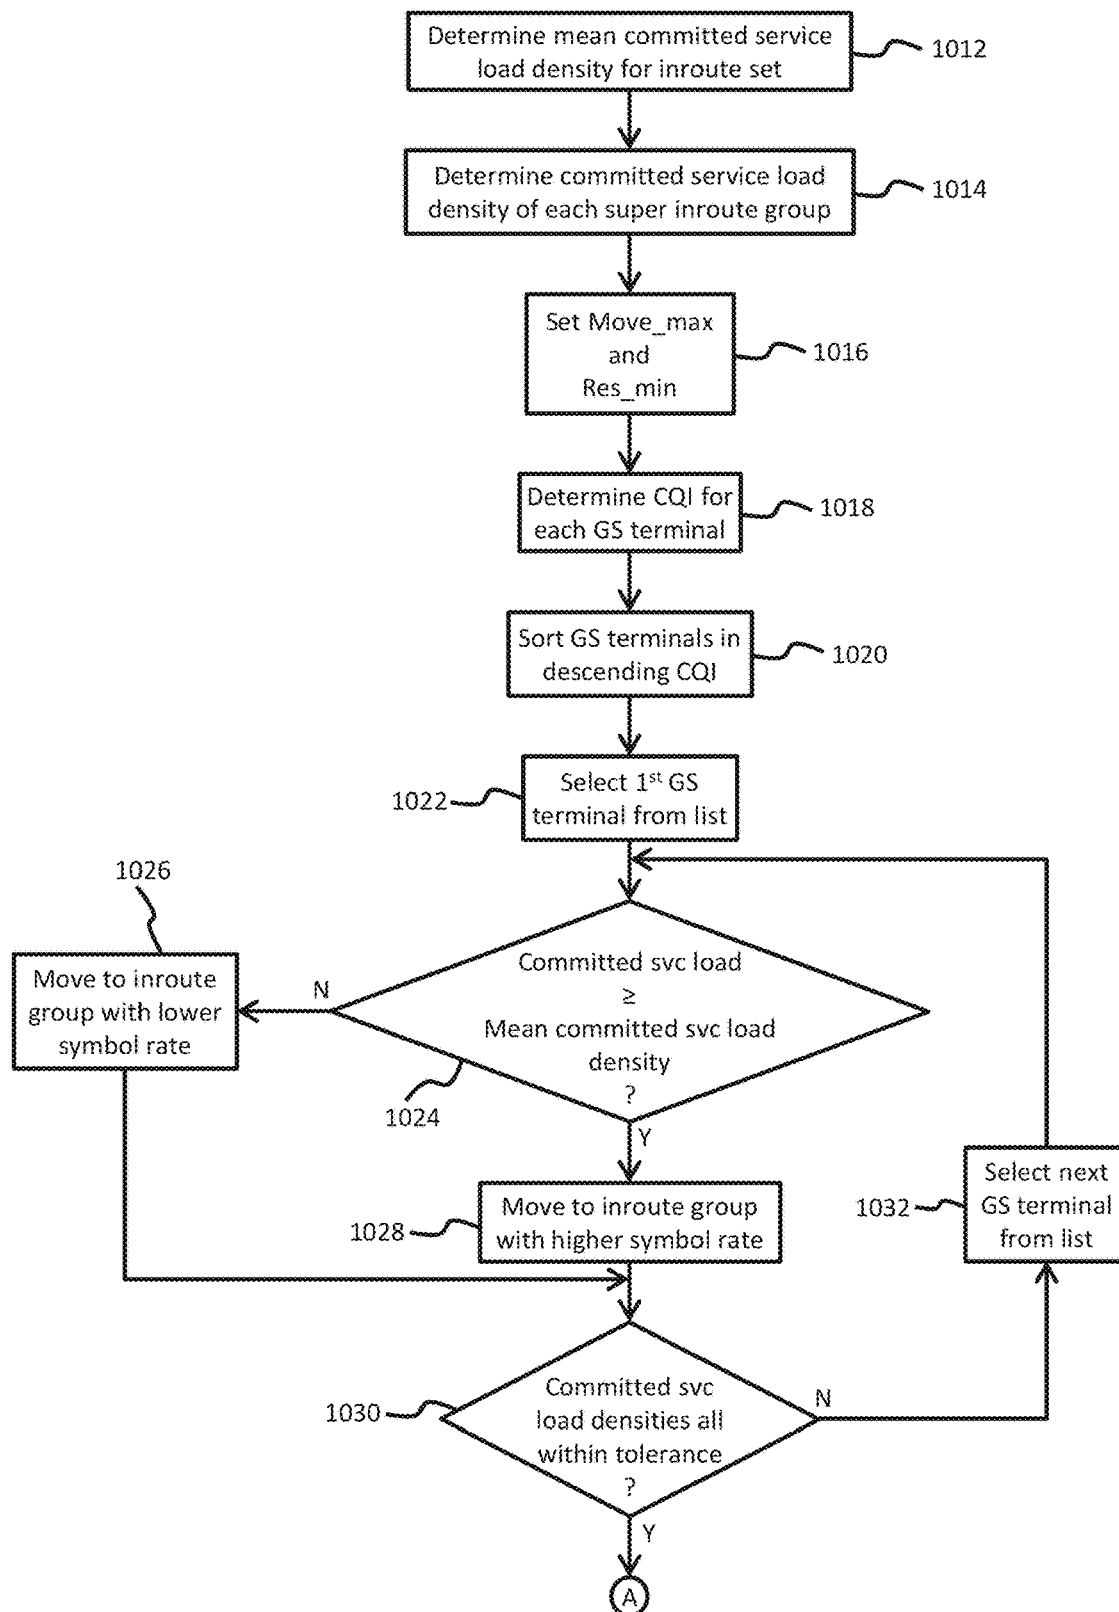 Determine mean committed service
load density for inroute set
1012
Determine committed service load
density of each super inroute group
1014
Set Move_max
and
Res_min
1016
Determine CQI for
each GS terminal
1018
Sort GS terminals in
descending CQI
1020
Select 1st GS
terminal from list
1022
1026
Move to inroute
group with lower
symbol rate
N
Committed svc load
≥
Mean committed svc load
density
?
1024
Y
Move to inroute group
with higher symbol rate
1028
Select next
GS terminal
from list
1032
Committed svc
load densities all
within tolerance
?
1030
N
Y
A